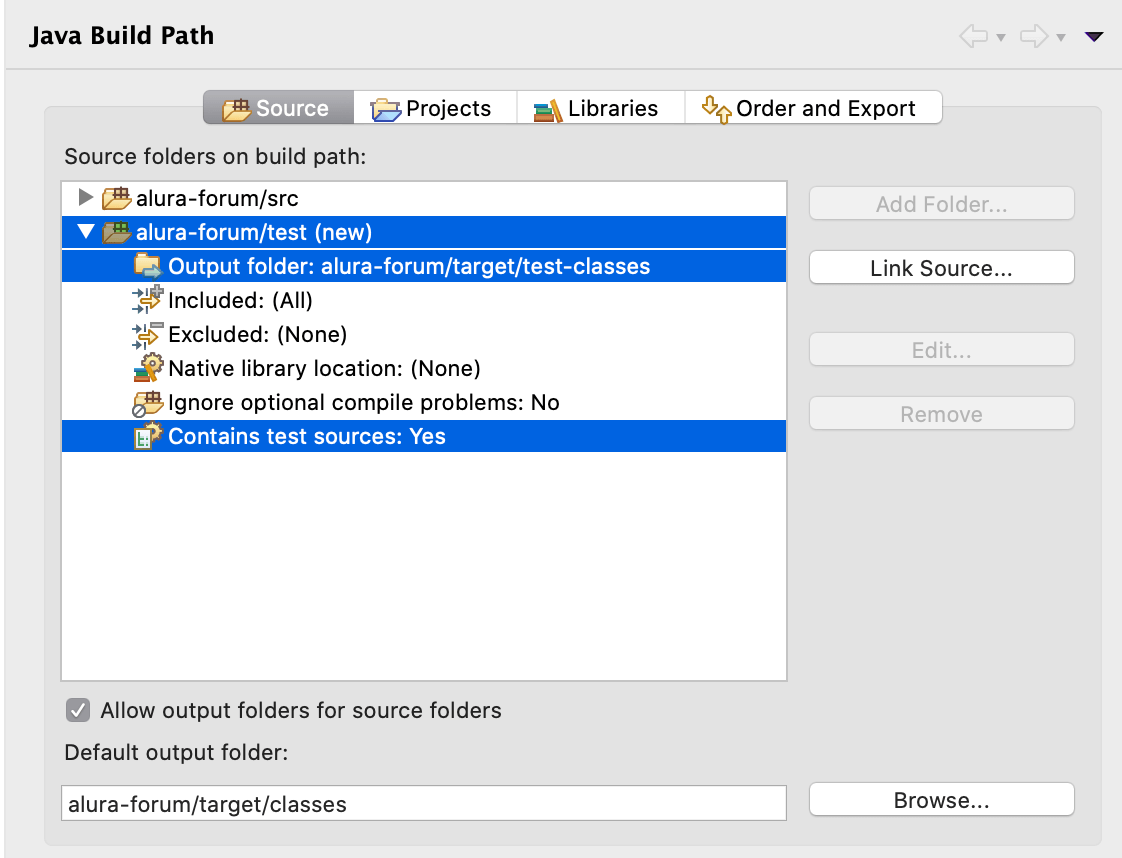 Java Build Path
Source Projects Libraries Order and Export
Source folders on build path:
alura-forum/src
alura-forum/test (new)
Output folder: alura-forum/target/test-classes
Included: (All)
Excluded: (None)
Native library location: (None)
Ignore optional compile problems: No
Contains test sources: Yes
Add Folder...
Link Source...
Edit...
Remove
Allow output folders for source folders
Default output folder:
alura-forum/target/classes
Browse...